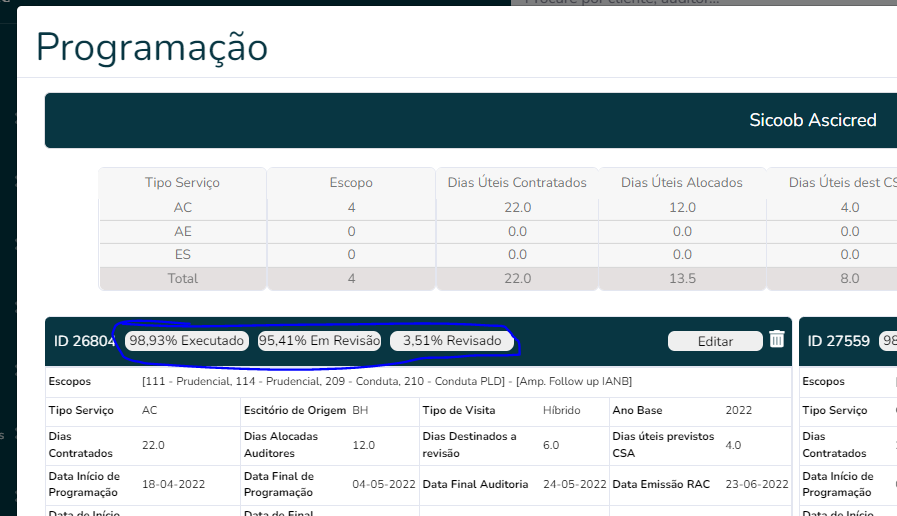 Procure por cliente, auditor...
Programação
Sicoob Ascicred
Tipo Serviço Escopo Dias Úteis Contratados Dias Úteis Alocados Dias Úteis dest CS
AC 4 22.0 12.0 4.0
AE 0 0.0 0.0 0.0
ES 0 0.0 0.0 0.0
Total 4 22.0 13.5 8.0
ID 26804 98,93% Executado 95,41% Em Revisão 3,51% Revisado Editar ID 27559 98
Escopos [111 - Prudencial, 114 - Prudencial, 209 - Conduta, 210 - Conduta PLD] - [Amp. Follow up IANB] Escopos
Tipo Serviço AC Escitório de Origem BH Tipo de Visita Híbrido Ano Base 2022 Tipo Serviço
Dias Contratados 22.0 Dias Alocadas Auditores 12.0 Dias Destinados a revisão 6.0 Dias úteis previstos CSA 4.0 Dias Contratados
Data Início de Programação 18-04-2022 Data Final de Programação 04-05-2022 Data Final Auditoria 24-05-2022 Data Emissão RAC 23-06-2022 Data Início de Programação
Data de Início Data de Final Data de Início